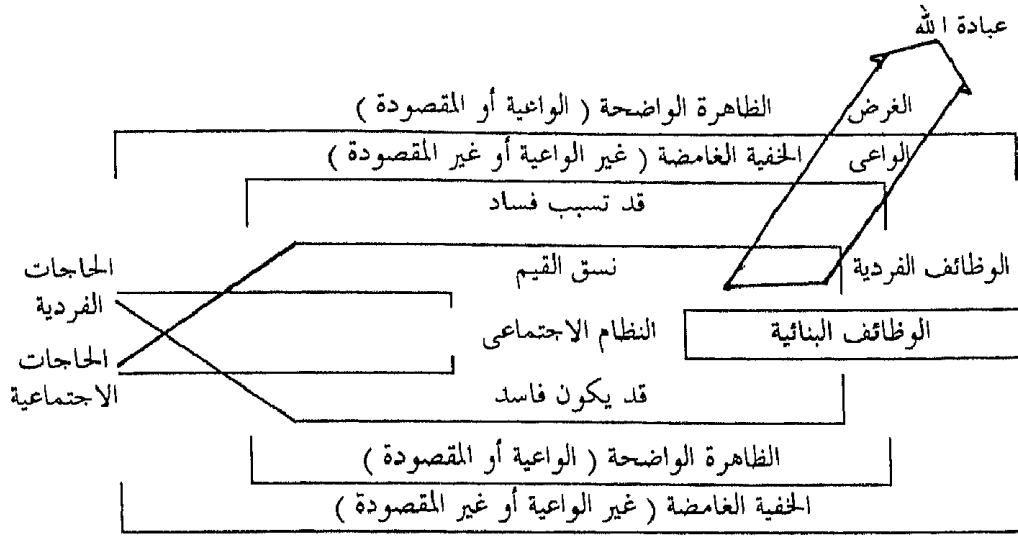 عبادة الله
الغرض الظاهرة الواضحة ( الواعية أو المقصودة )
الواعى الخفية الغامضة ( غير الواعية أو غير المقصودة )
قد تسبب فساد
الوظائف الفردية نسق القيم الحاجات
الفردية
الوظائف البنائية النظام الاجتماعى الحاجات
الاجتماعية
قد يكون فاسد
الظاهرة الواضحة ( الواعية أو المقصودة )
الخفية الغامضة ( غير الواعية أو غير المقصودة )